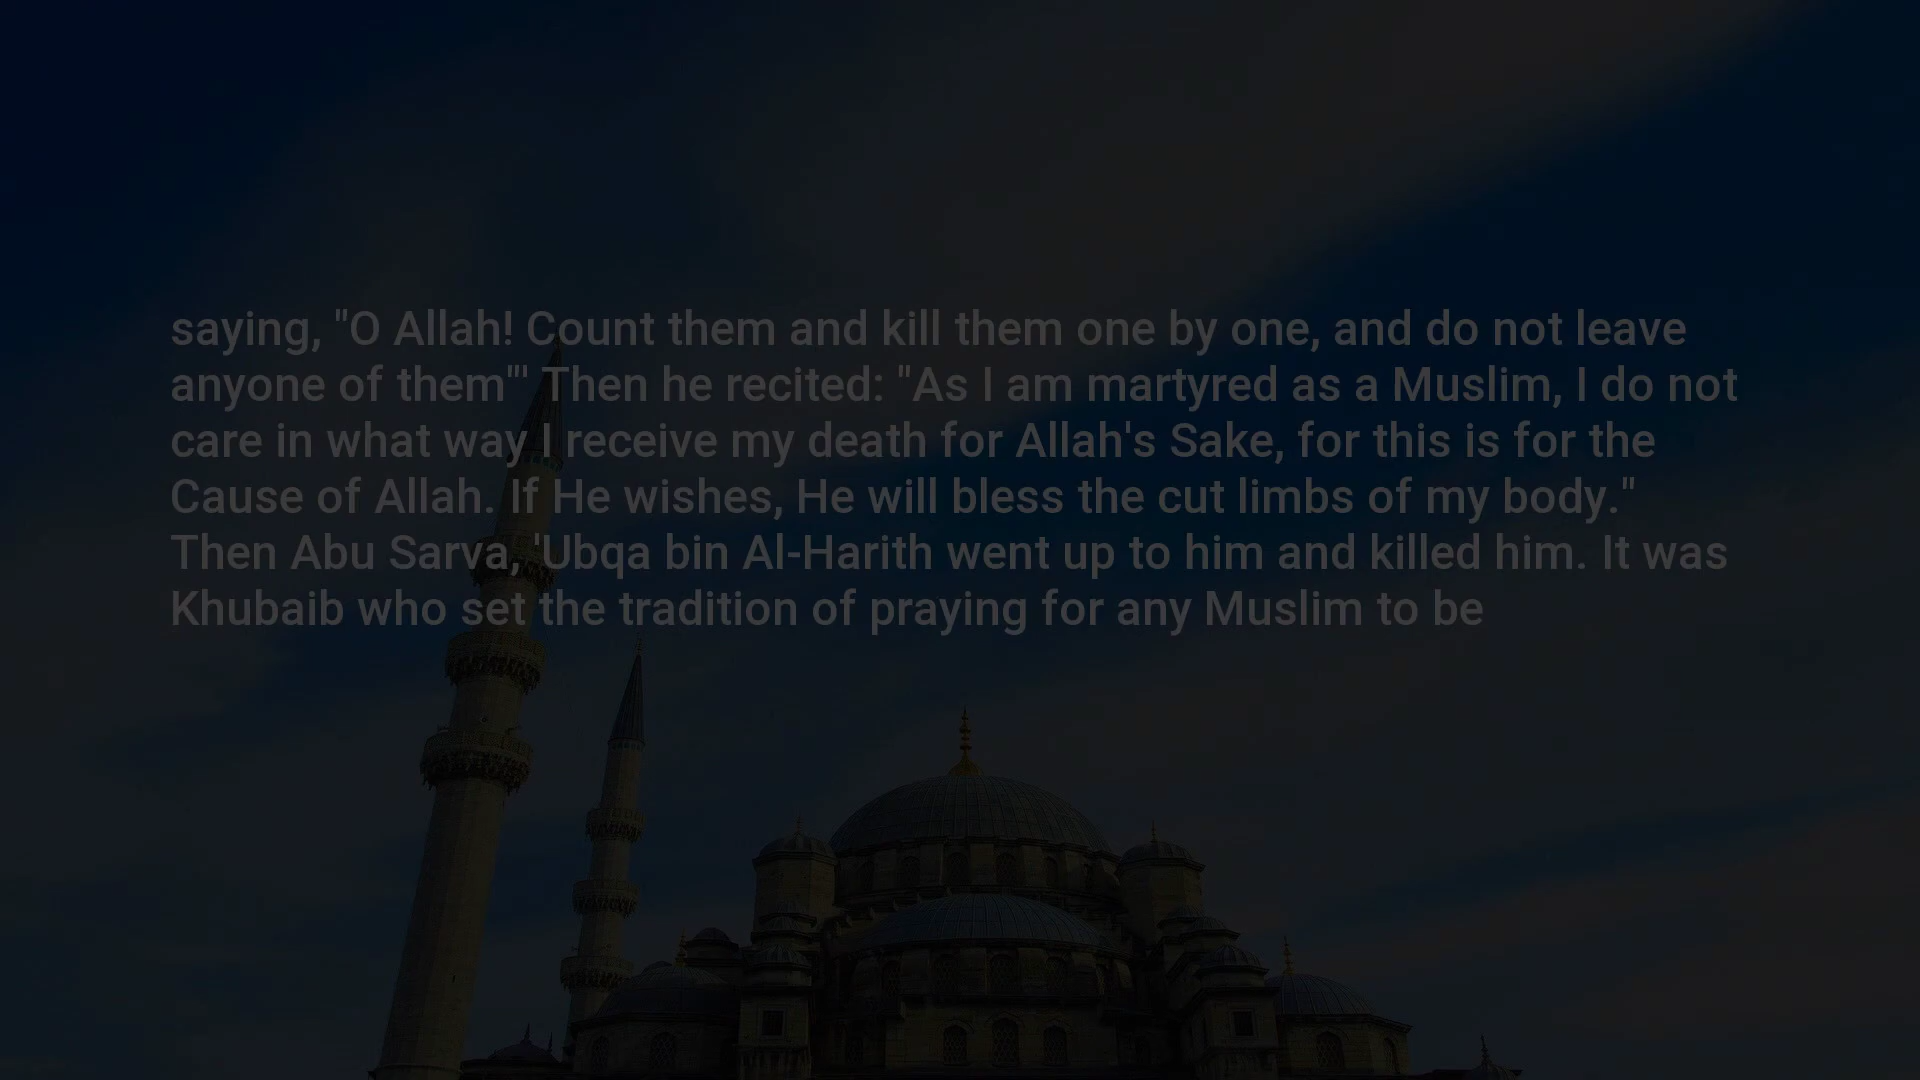 saying, "O Allah! Count them and kill them one by one, and do not leave
anyone of them"' Then he recited: "As I am martyred as a Muslim, I do not
care in what way I receive my death for Allah's Sake, for this is for the
Cause of Allah. If He wishes, He will bless the cut limbs of my body."
Then Abu Sarva, 'Ubqa bin Al-Harith went up to him and killed him. It was
Khubaib who set the tradition of praying for any Muslim to be